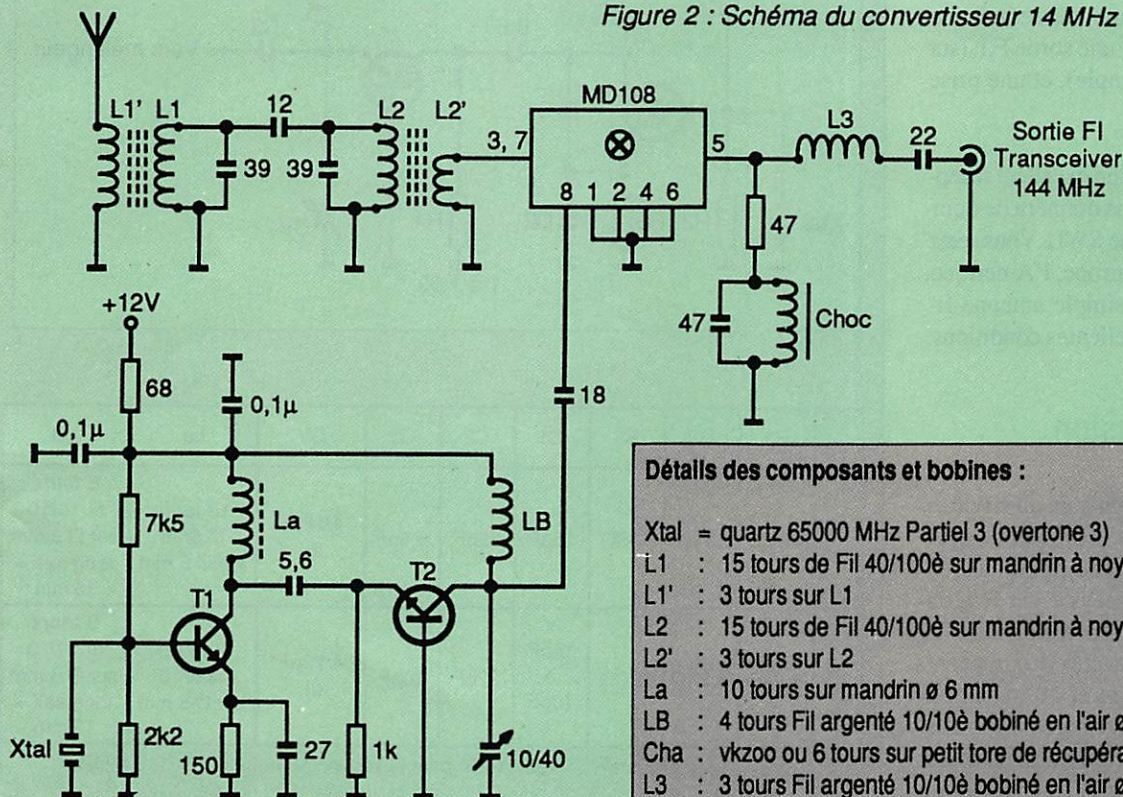 Figure 2 : Schéma du convertisseur 14 MHz
L1' L1 12 L2 L2'
39 39
MD108
3, 7 5
8 1 2 4 6
L3 22
Sortie FI
Transceiver
144 MHz
47
47 Choc
+12V
68
0,1µ
0,1µ
18
7k5 La LB
5,6
T1 T2
Xtal 2k2 150 27 1k 10/40
Détails des composants et bobines :
Xtal = quartz 65000 MHz Partiel 3 (overtone 3)
L1 : 15 tours de Fil 40/100è sur mandrin à
L1' : 3 tours sur L1
L2 : 15 tours de Fil 40/100è sur mandrin à
L2' : 3 tours sur L2
La : 10 tours sur mandrin ø 6 mm
LB : 4 tours Fil argenté 10/10è bobiné en l'air
Cha : vkzoo ou 6 tours sur petit tore de
L3 : 3 tours Fil argenté 10/10è bobiné en l'air